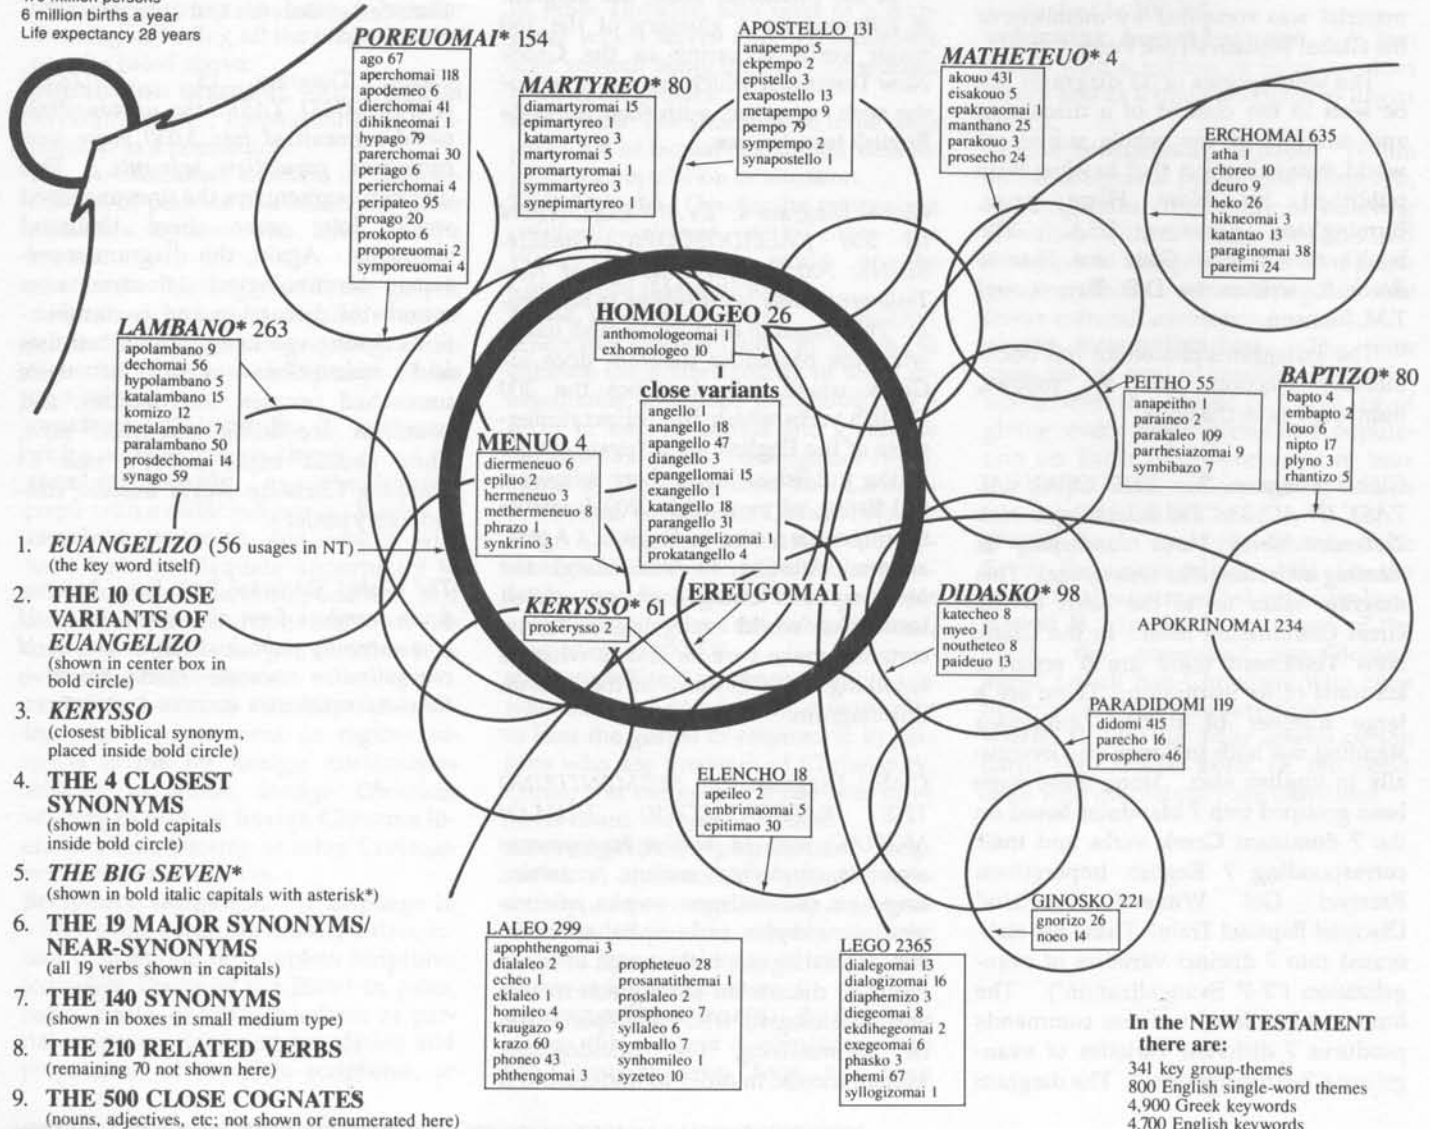 6 million births a year
Life expectancy 28 years
POREUOMAI* 154
ago 67
aperchomai 118
apodemeo 6
dierchomai 41
dihikneomai 1
hypago 79
parerchomai 30
periago 6
perierchomai 4
peripateo 95
proago 20
prokopto 6
proporeuomai 2
symporeuomai 4
MARTYREO* 80
diamartyromai 15
epimartyreo 1
katamartyreo 3
martyromai 5
promartyromai 1
symmartyreo 3
synepimartyreo 1
APOSTELLO 131
anapempo 5
ekpempo 2
epistello 3
exapostello 13
metapempo 9
pempo 79
sympempo 2
synapostello 1
MATHETEUO* 4
akouo 431
eisakouo 5
epakroaomai 1
manthano 25
parakouo 3
prosecho 24
ERCHOMAI 635
atha 1
choreo 10
deuro 9
heko 26
hikneomai 3
katantao 13
paraginomai 38
pareimi 24
LAMBANO* 263
apolambano 9
dechomai 56
hypolambano 5
katalambano 15
komizo 12
metalambano 7
paralambano 50
prosdechomai 14
synago 59
HOMOLOGEO 26
anthomologeomai 1
exhomologeo 10
1
close variants
angello 1
anangello 18
apangello 47
diangello 3
epangellomai 15
exangello 1
katangello 18
parangello 31
proeuangelizomai 1
prokatangello 4
MENUO 4
diermeneuo 6
epiluo 2
hermeneuo 3
methermeneuo 8
phrazo 1
synkrino 3
PEITHO 55
anapeitho 1
paraineo 2
parakaleo 109
parrhesiazomai 9
symbibazo 7
BAPTIZO* 80
bapto 4
embapto 2
louo 6
nipto 17
plyno 3
rhantizo 5
KERYSSO* 61
prokerysso 2
EREUGOMAI 1
DIDASKO* 98
katecheo 8
myeo 1
noutheteo 8
paideuo 13
APOKRINOMAI 234
PARADIDOMI 119
didomi 415
parecho 16
prosphero 46
ELENCHO 18
apeileo 2
embrimaomai 5
epitimao 30
GINOSKO 221
gnorizo 26
noeo 14
LALEO 299
apophthengomai 3
dialaleo 2
echeo 1
eklaleo 1
homileo 4
kraugazo 9
krazo 60
phoneo 43
phthengomai 3
propheteuo 28
prosanatithemai 1
proslaleo 2
prosphoneo 7
syllaleo 6
symballo 7
synhomileo 1
syzeteo 10
LEGO 2365
dialegomai 13
dialogizomai 16
diaphemizo 3
diegeomai 8
ekdihegeomai 2
exegeomai 6
phasko 3
phemi 67
syllogizomai 1
1. EUANGELIZO (56 usages in NT)
(the key word itself)
2. THE 10 CLOSE
VARIANTS OF
EUANGELIZO
(shown in center box in
bold circle)
3. KERYSSO
(closest biblical synonym,
placed inside bold circle)
4. THE 4 CLOSEST
SYNONYMS
(shown in bold capitals
inside bold circle)
5. THE BIG SEVEN*
(shown in bold italic capitals with asterisk*)
6. THE 19 MAJOR SYNONYMS/
NEAR-SYNONYMS
(all 19 verbs shown in capitals)
7. THE 140 SYNONYMS
(shown in boxes in small medium type)
8. THE 210 RELATED VERBS
(remaining 70 not shown here)
9. THE 500 CLOSE COGNATES
(nouns, adjectives, etc; not shown or enumerated here)
In the NEW TESTAMENT
there are:
341 key group-themes
800 English single-word themes
4,900 Greek keywords
4,700 English keywords